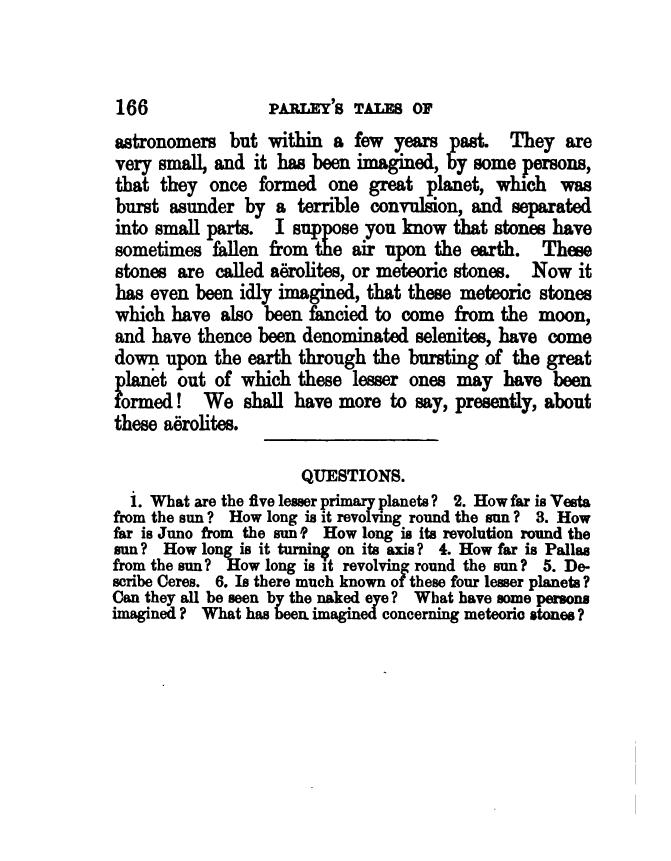 166 PARLEY'S TALES OF
astronomers but within a few years past. They are
very small, and it has been imagined, by some persons,
that they once formed one great planet, which was
burst asunder by a terrible convulsion, and separated
into small parts. I suppose you know that stones have
sometimes fallen from the air upon the earth. These
stones are called aërolites, or meteoric stones. Now it
has even been idly imagined, that these meteoric stones
which have also been fancied to come from the moon,
and have thence been denominated selenites, have come
down upon the earth through the bursting of the great
planet out of which these lesser ones may have been
formed! We shall have more to say, presently, about
these aërolites.
QUESTIONS.
1. What are the five lesser primary planets? 2. How far is Vesta
from the sun? How long is it revolving round the sun? 3. How
far is Juno from the sun? How long is its revolution round the
sun? How long is it turning on its axis? 4. How far is Pallas
from the sun? How long is it revolving round the sun? 5. De-
scribe Ceres. 6. Is there much known of these four lesser planets?
Can they all be seen by the naked eye? What have some persons
imagined? What has been imagined concerning meteoric stones?